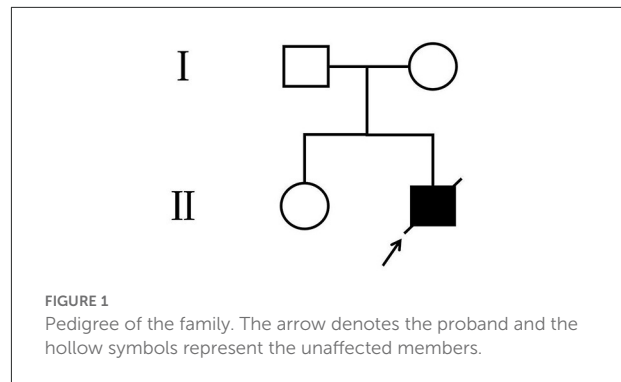 I
II
FIGURE 1
Pedigree of the family. The arrow denotes the proband and the
hollow symbols represent the unaffected members.